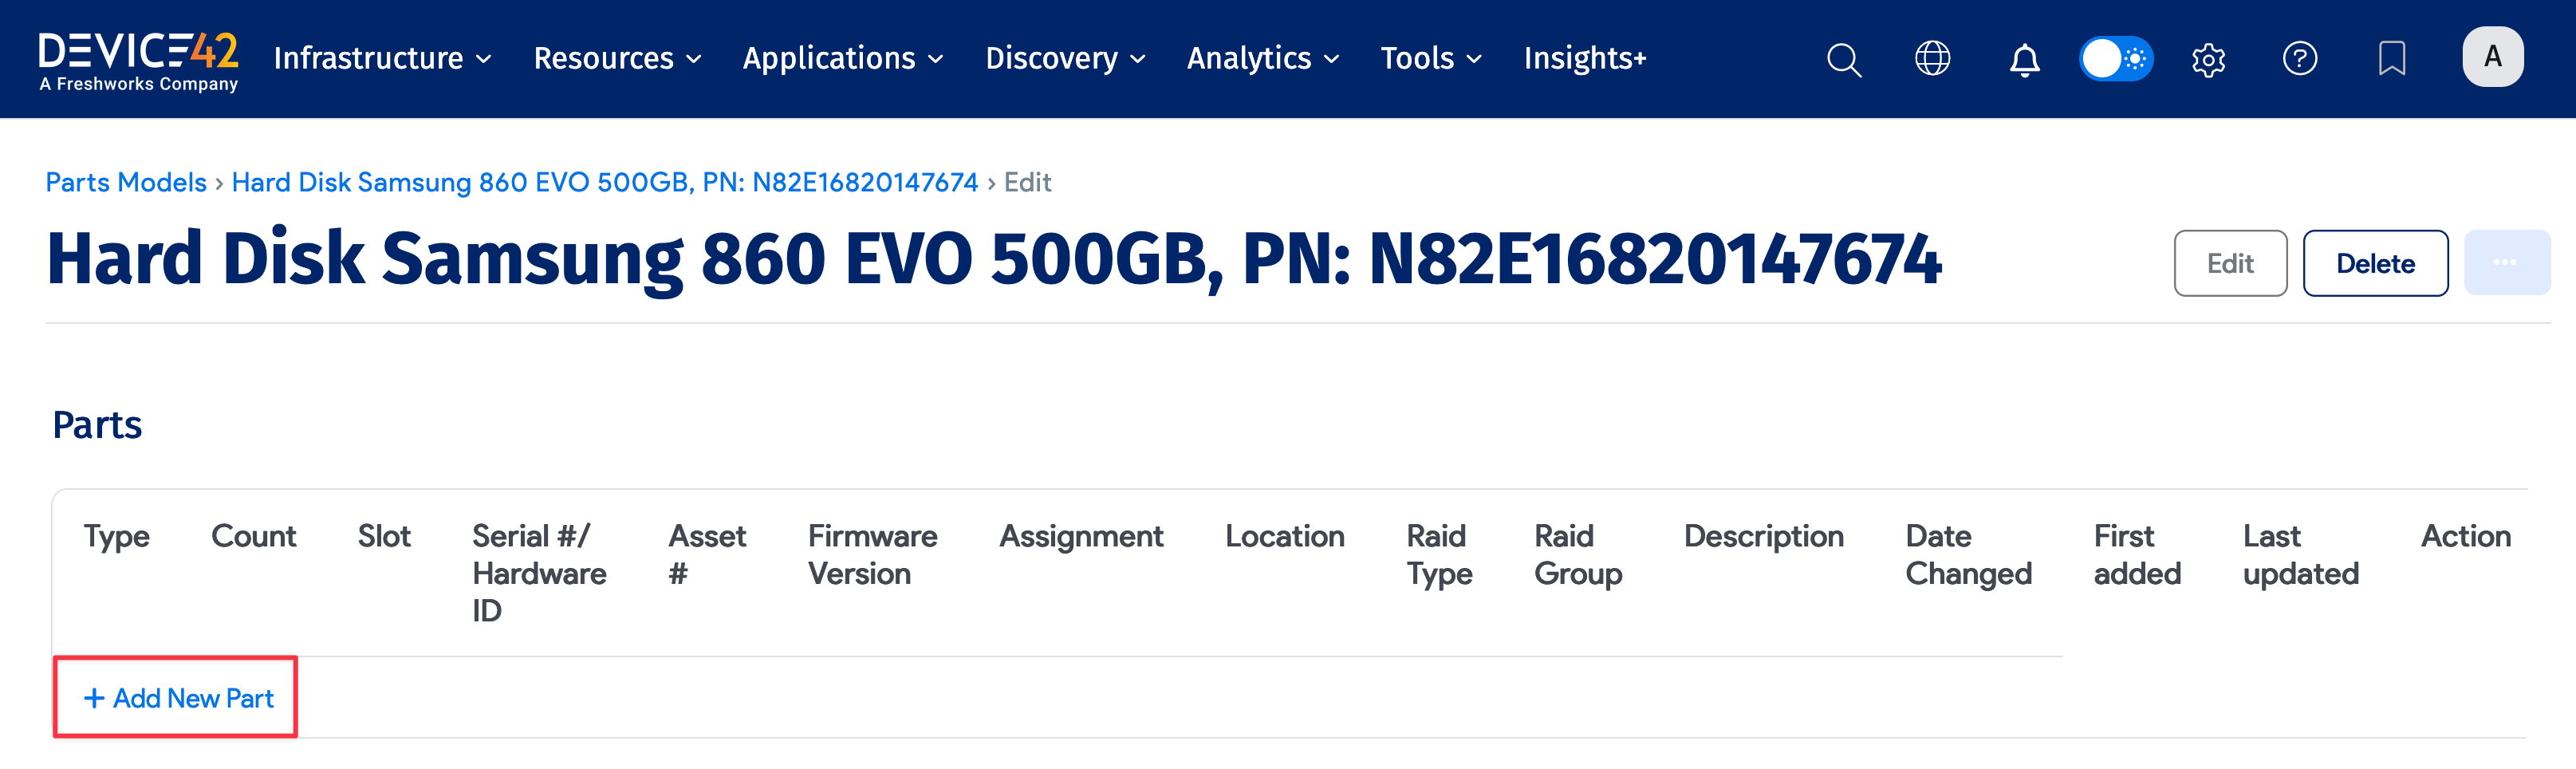 DEVICE42
A Freshworks Company
Infrastructure Resources Applications Discovery Analytics Tools Insights+ A
Parts Models › Hard Disk Samsung 860 EVO 500GB, PN: N82E16820147674 › Edit
Hard Disk Samsung 860 EVO 500GB, PN: N82E16820147674
Edit Delete ...
Parts
Type Count Slot Serial #/ Hardware ID Asset # Firmware Version Assignment Location Raid Type Raid Group Description Date Changed First added Last updated Action
+ Add New Part